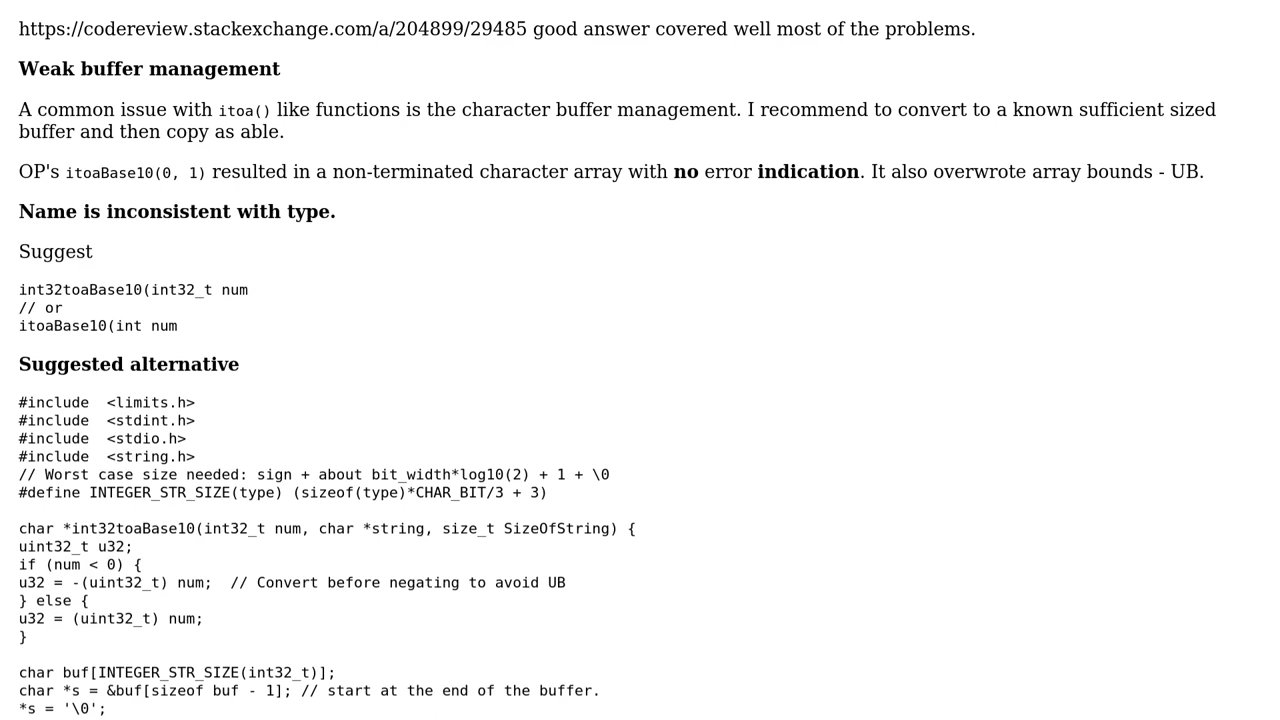 https://codereview.stackexchange.com/a/204899/29485 good answer covered well most of the problems.
Weak buffer management
A common issue with itoa() like functions is the character buffer management. I recommend to convert to a known sufficient sized
buffer and then copy as able.
OP's itoaBase10(0, 1) resulted in a non-terminated character array with no error indication. It also overwrote array bounds - UB.
Name is inconsistent with type.
Suggest
int32toaBase10(int32_t num
// or
itoaBase10(int num
Suggested alternative
#include  <limits.h>
#include  <stdint.h>
#include  <stdio.h>
#include  <string.h>
// Worst case size needed: sign + about bit_width*log10(2) + 1 + \0
#define INTEGER_STR_SIZE(type) (sizeof(type)*CHAR_BIT/3 + 3)
char *int32toaBase10(int32_t num, char *string, size_t SizeOfString) {
uint32_t u32;
if (num < 0) {
u32 = -(uint32_t) num;  // Convert before negating to avoid UB
} else {
u32 = (uint32_t) num;
}
char buf[INTEGER_STR_SIZE(int32_t)];
char *s = &buf[sizeof buf - 1]; // start at the end of the buffer.
*s = '\0';